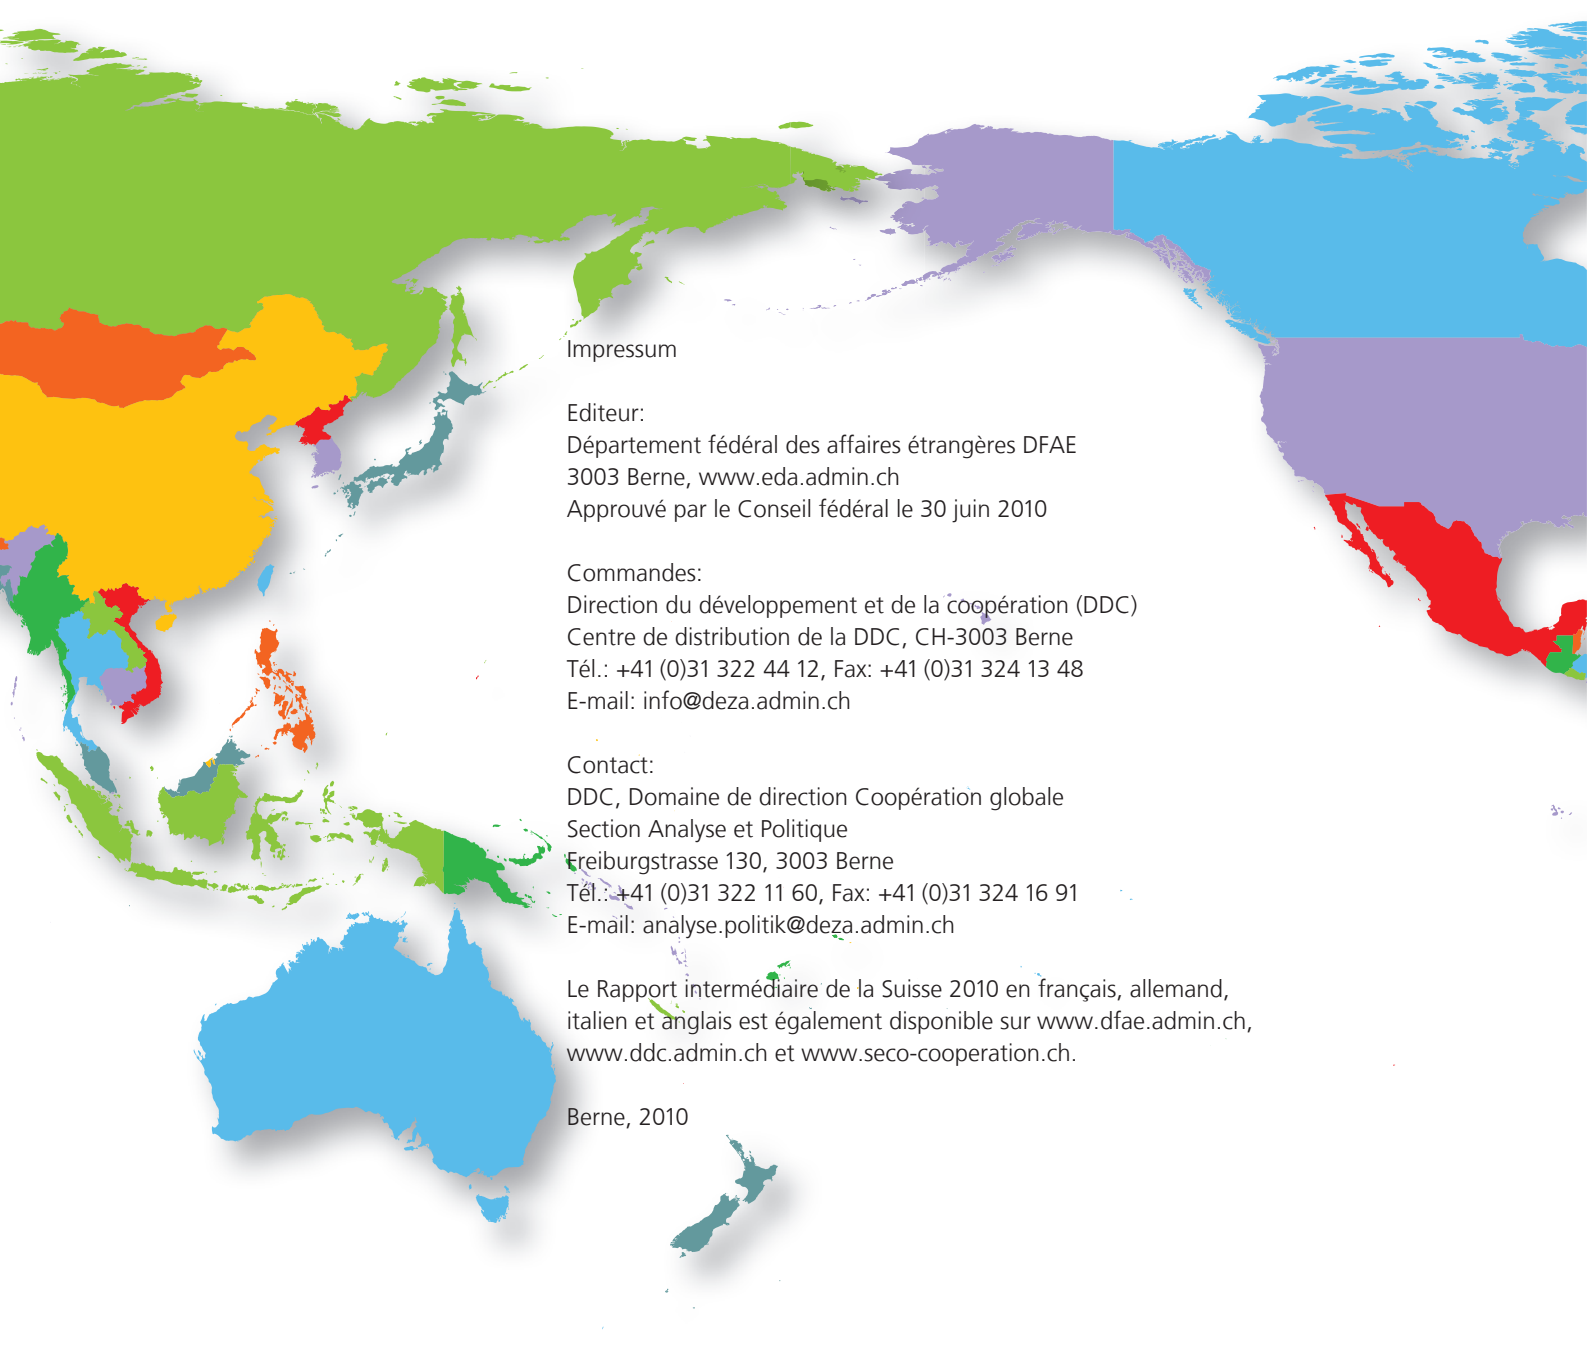 Impressum
Editeur:
Département fédéral des affaires étrangères DFAE
3003 Berne, www.eda.admin.ch
Approuvé par le Conseil fédéral le 30 juin 2010
Commandes:
Direction du développement et de la coopération (DDC)
Centre de distribution de la DDC, CH-3003 Berne
Tél.: +41 (0)31 322 44 12, Fax: +41 (0)31 324 13 48
E-mail: info@deza.admin.ch
Contact:
DDC, Domaine de direction Coopération globale
Section Analyse et Politique
Freiburgstrasse 130, 3003 Berne
Tél.: +41 (0)31 322 11 60, Fax: +41 (0)31 324 16 91
E-mail: analyse.politik@deza.admin.ch
Le Rapport intermédiaire de la Suisse 2010 en français, allemand,
italien et anglais est également disponible sur www.dfae.admin.ch,
www.ddc.admin.ch et www.seco-cooperation.ch.
Berne, 2010